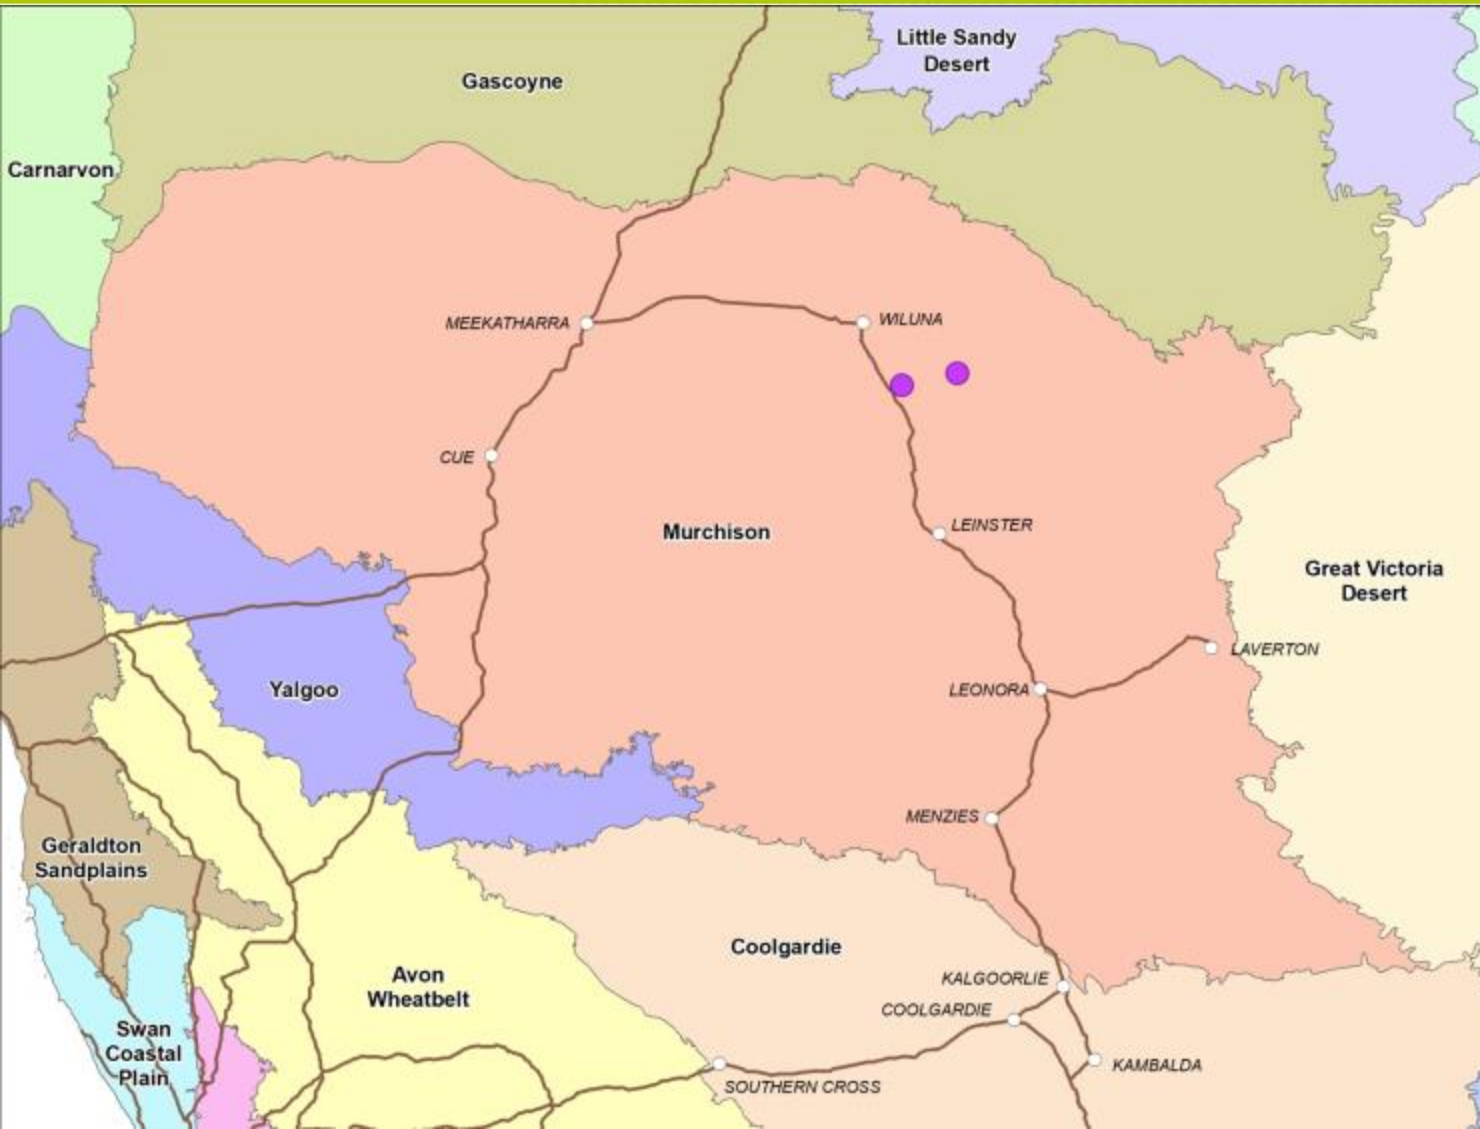 Little Sandy
Desert
Gascoyne
Carnarvon
MEEKATHARRA
WILUNA
CUE
LEINSTER
Murchison
Great Victoria
Desert
LAVERTON
Yalgoo
LEONORA
MENZIES
Geraldton
Sandplains
Coolgardie
Avon
Wheatbelt
KALGOORLIE
COOLGARDIE
Swan
Coastal
Plain
KAMBALDA
SOUTHERN CROSS